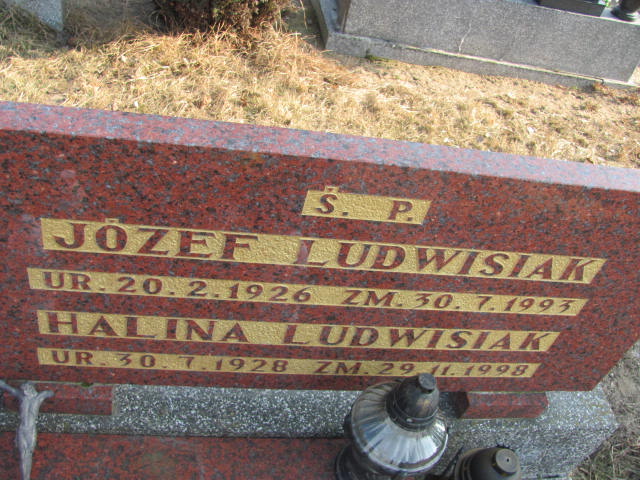 Ś. P.
JÓZEF LUDWISIAK
UR. 20. 2. 1926 ZM. 30. 7. 1993
HALINA LUDWISIAK
UR. 30. 7. 1928 ZM. 29. 11. 1998